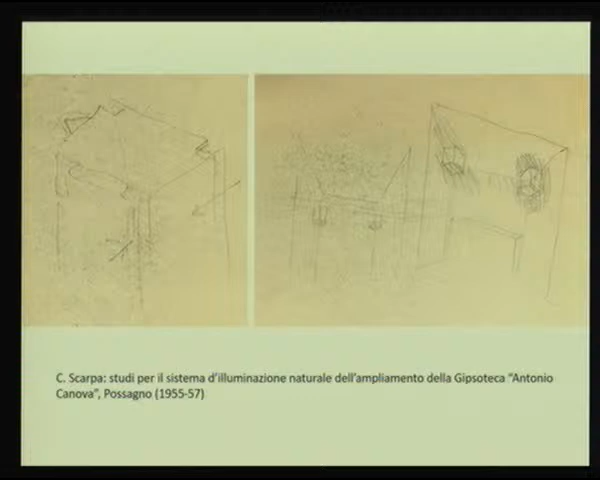 C. Scarpa: studi per il sistema d'illuminazione naturale dell'ampliamento della Gipsoteca “Antonio
Canova”, Possagno (1955-57)